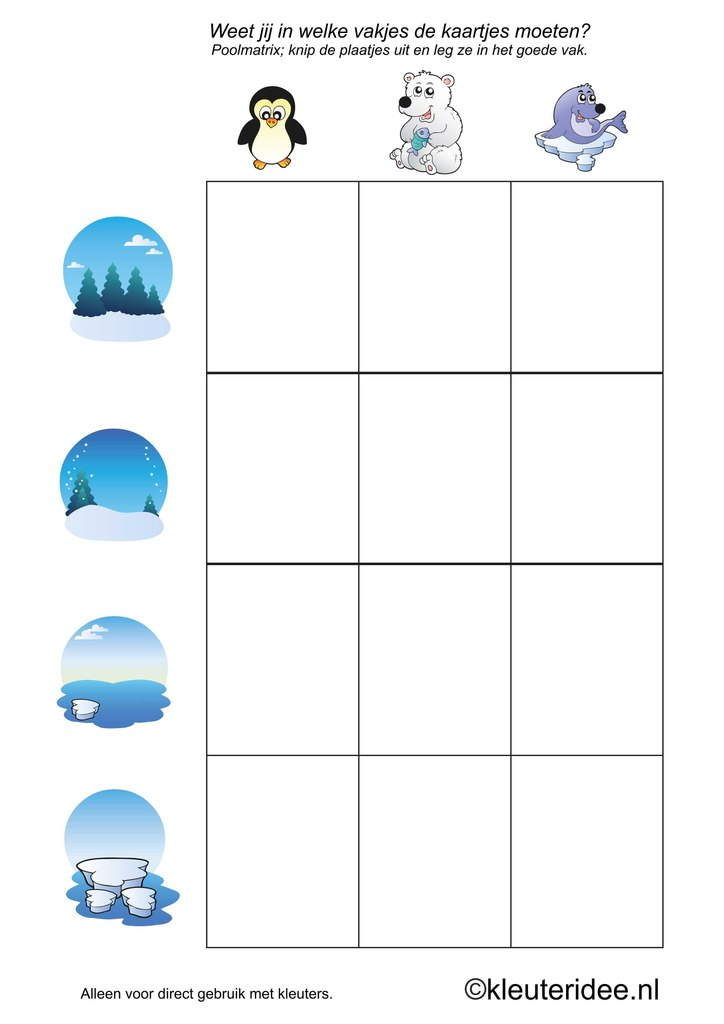 Weet jij in welke vakjes de kaartjes moeten?
Poolmatrix; knip de plaatjes uit en leg ze in het goede vak.
Alleen voor direct gebruik met kleuters.
©kleuteridee.nl